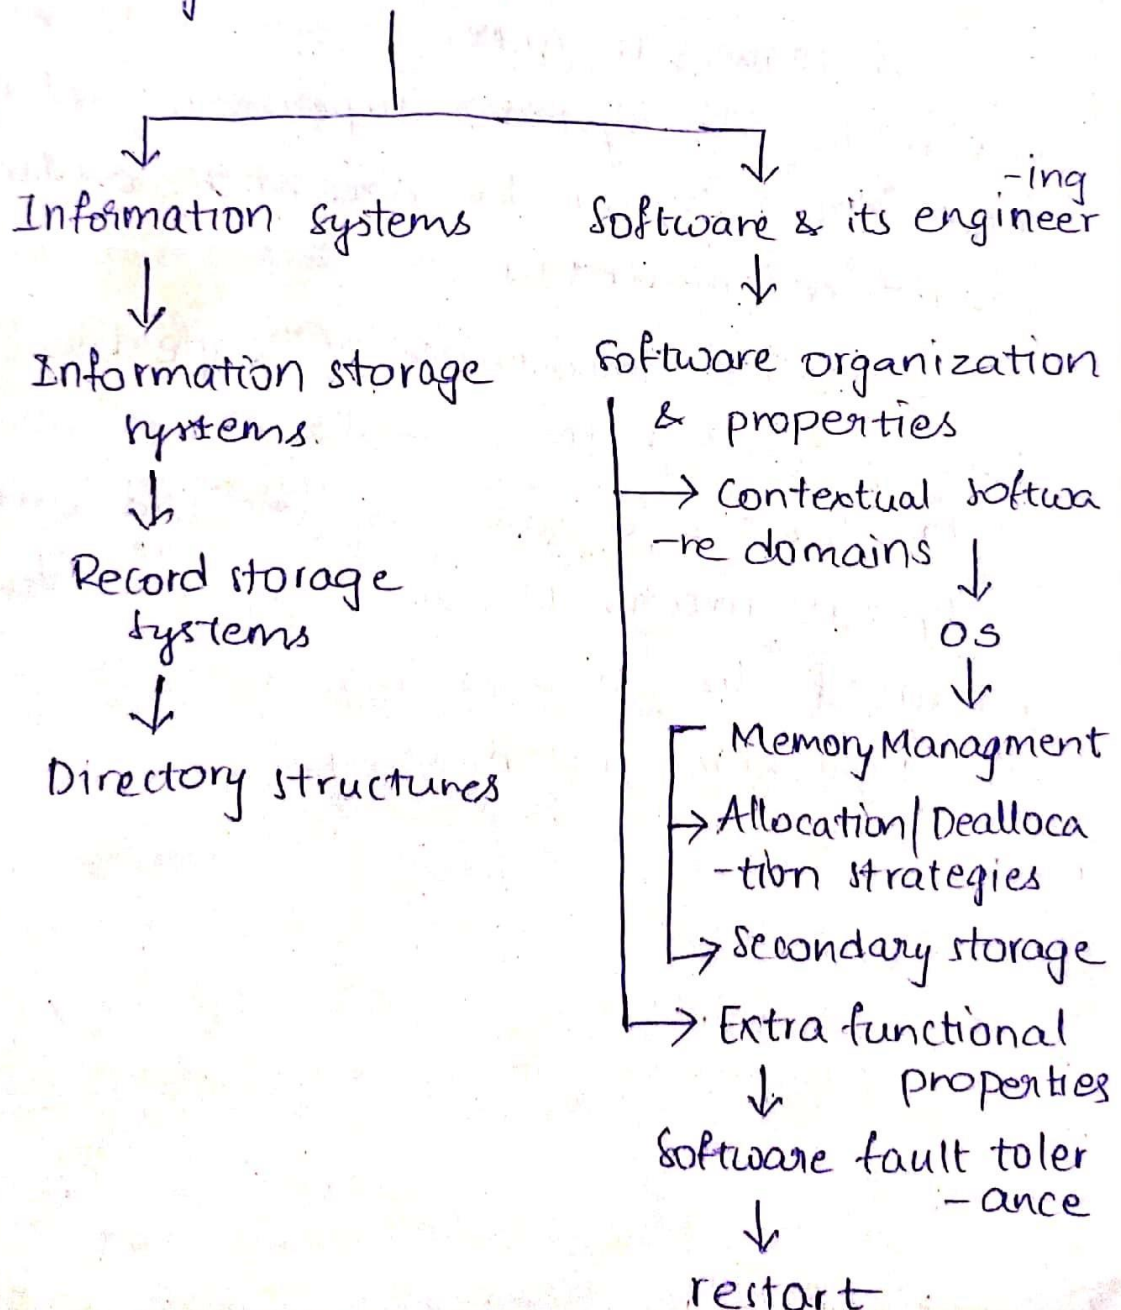 Information systems
-ing
Software & its engineer
Information storage
systems.
Software organization
& properties
→ Contextual softwa
-re domains
Record storage
systems
OS
Directory structures
Memory Managment
→ Allocation/Dealloca
-tion strategies
→ Secondary storage
→ Extra functional
properties
Software fault toler
-ance
restart